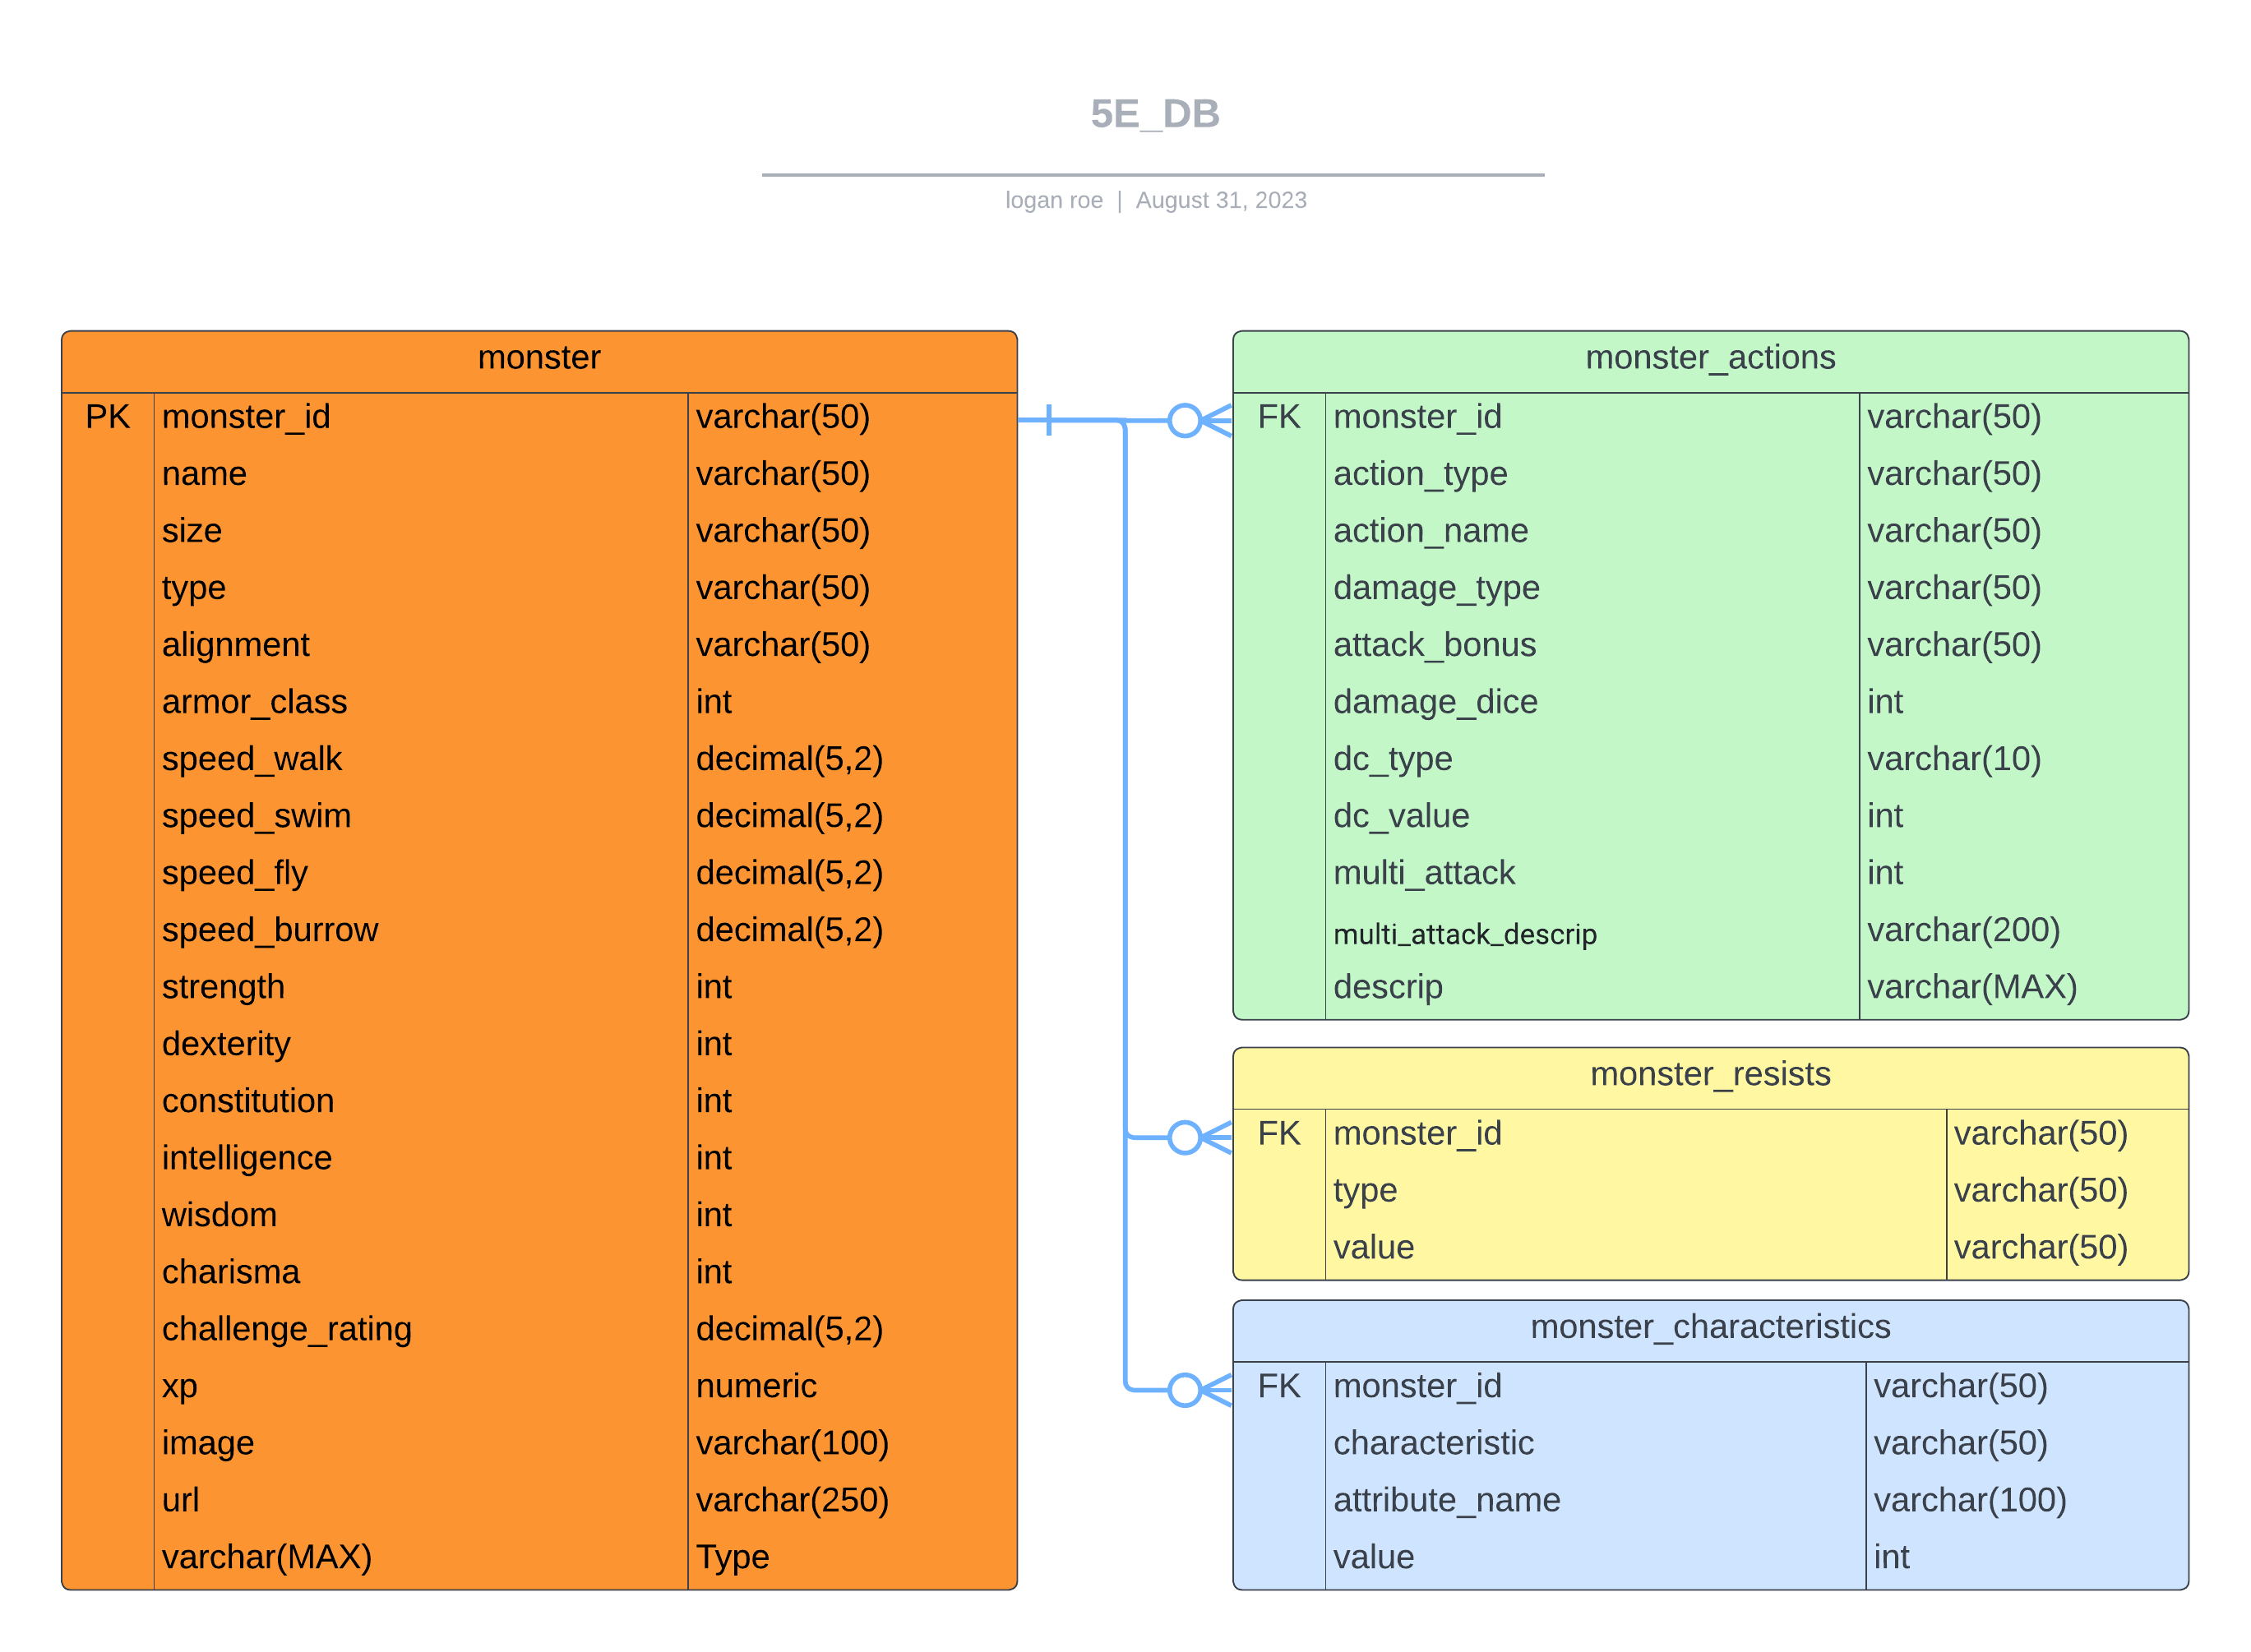 5E_DB
logan roe | August 31, 2023
monster
PK monster_id varchar(50)
name varchar(50)
size varchar(50)
type varchar(50)
alignment varchar(50)
armor_class int
speed_walk decimal(5,2)
speed_swim decimal(5,2)
speed_fly decimal(5,2)
speed_burrow decimal(5,2)
strength int
dexterity int
constitution int
intelligence int
wisdom int
charisma int
challenge_rating decimal(5,2)
xp numeric
image varchar(100)
url varchar(250)
varchar(MAX) Type
monster_actions
FK monster_id varchar(50)
action_type varchar(50)
action_name varchar(50)
damage_type varchar(50)
attack_bonus varchar(50)
damage_dice int
dc_type varchar(10)
dc_value int
multi_attack int
multi_attack_descrip varchar(200)
descrip varchar(MAX)
monster_resists
FK monster_id varchar(50)
type varchar(50)
value varchar(50)
monster_characteristics
FK monster_id varchar(50)
characteristic varchar(50)
attribute_name varchar(100)
value int